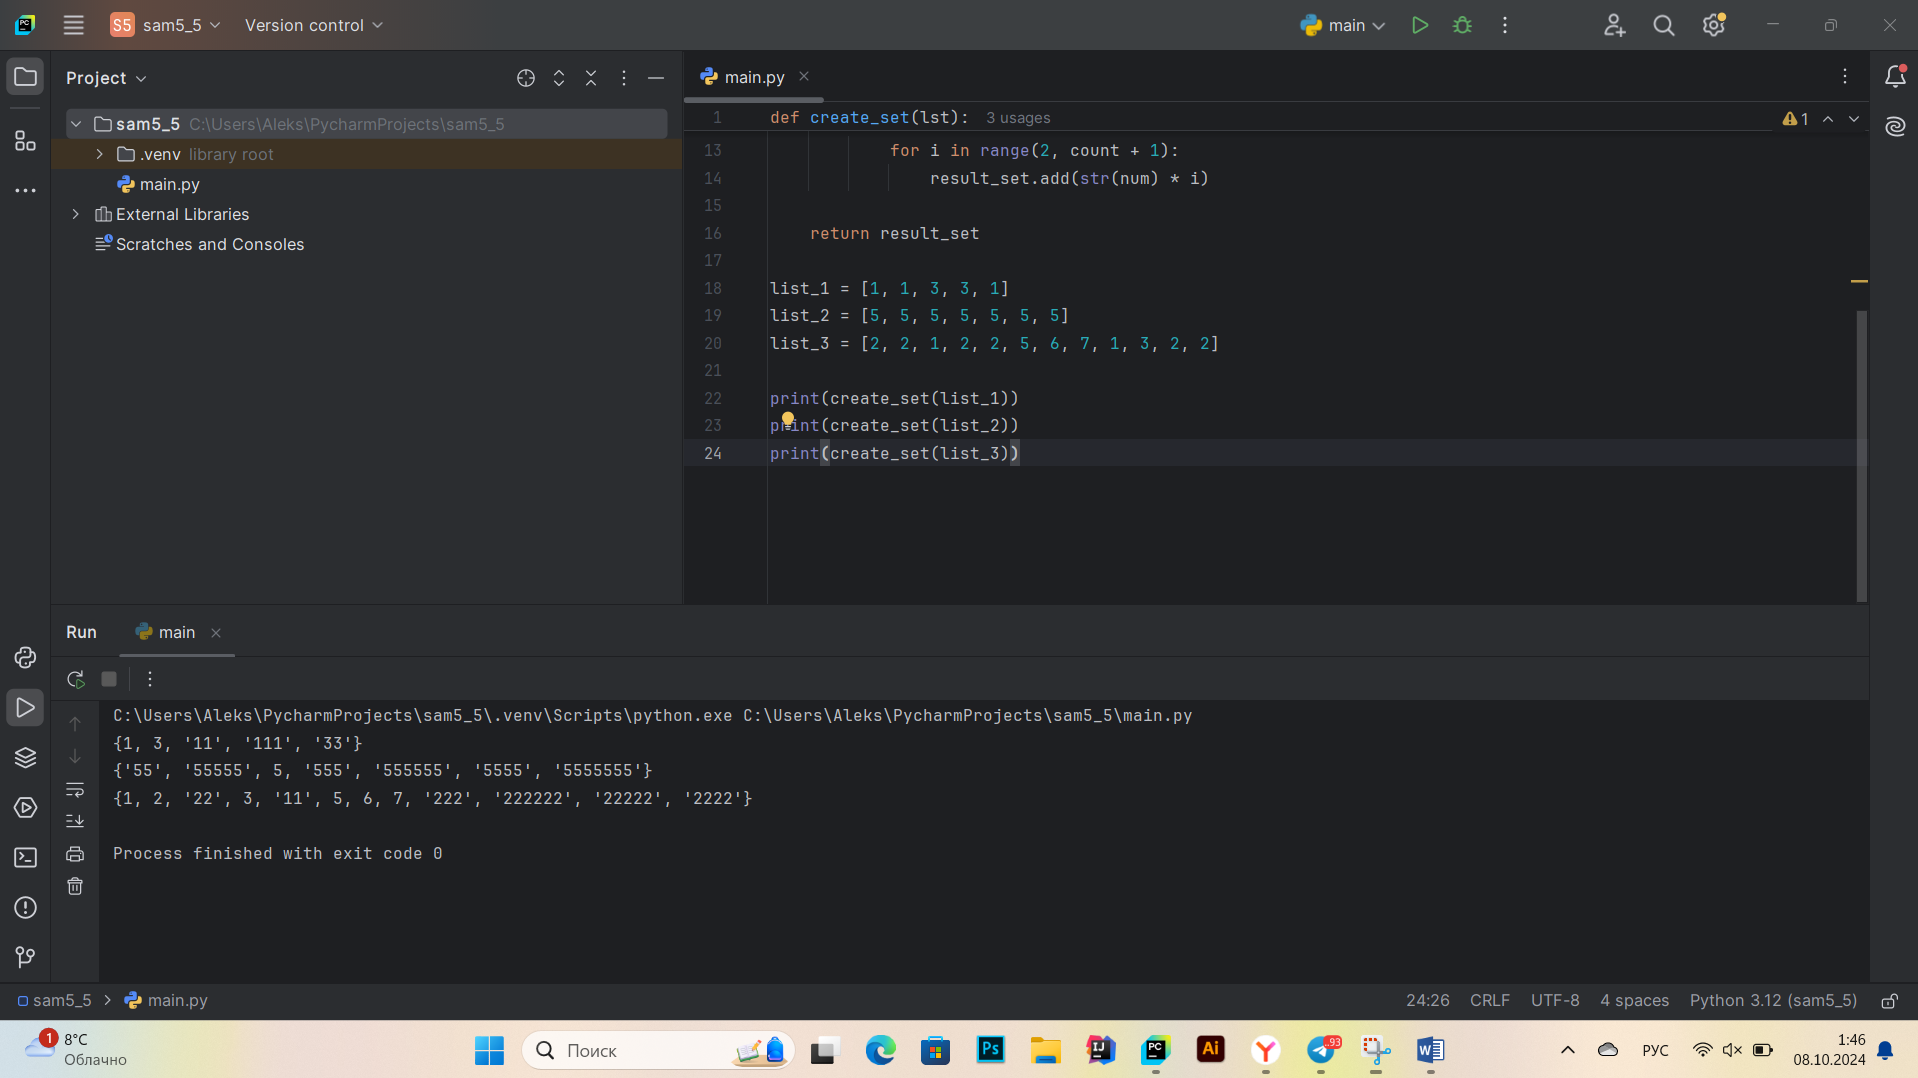 S5 sam5_5 Version control main
Project
sam5_5 C:\Users\Aleks\PycharmProjects\sam5_5
.venv library root
main.py
External Libraries
Scratches and Consoles
main.py
1 def create_set(lst): 3 usages
1
13 for i in range(2, count + 1):
14 result_set.add(str(num) * i)
15
16 return result_set
17
18 list_1 = [1, 1, 3, 3, 1]
19 list_2 = [5, 5, 5, 5, 5, 5, 5]
20 list_3 = [2, 2, 1, 2, 2, 5, 6, 7, 1, 3, 2, 2]
21
22 print(create_set(list_1))
23 print(create_set(list_2))
24 print(create_set(list_3))
Run main
C:\Users\Aleks\PycharmProjects\sam5_5\.venv\Scripts\python.exe C:\Users\Aleks\PycharmProjects\sam5_5\main.py
{1, 3, '11', '111', '33'}
{'55', '55555', 5, '555', '555555', '5555', '5555555'}
{1, 2, '22', 3, '11', 5, 6, 7, '222', '222222', '22222', '2222'}
Process finished with exit code 0
sam5_5 main.py
24:26 CRLF UTF-8 4 spaces Python 3.12 (sam5_5)
1
8°C
Облачно
Поиск
Ps
IJ
PC
Ai
93
W
РУС
1:46
08.10.2024